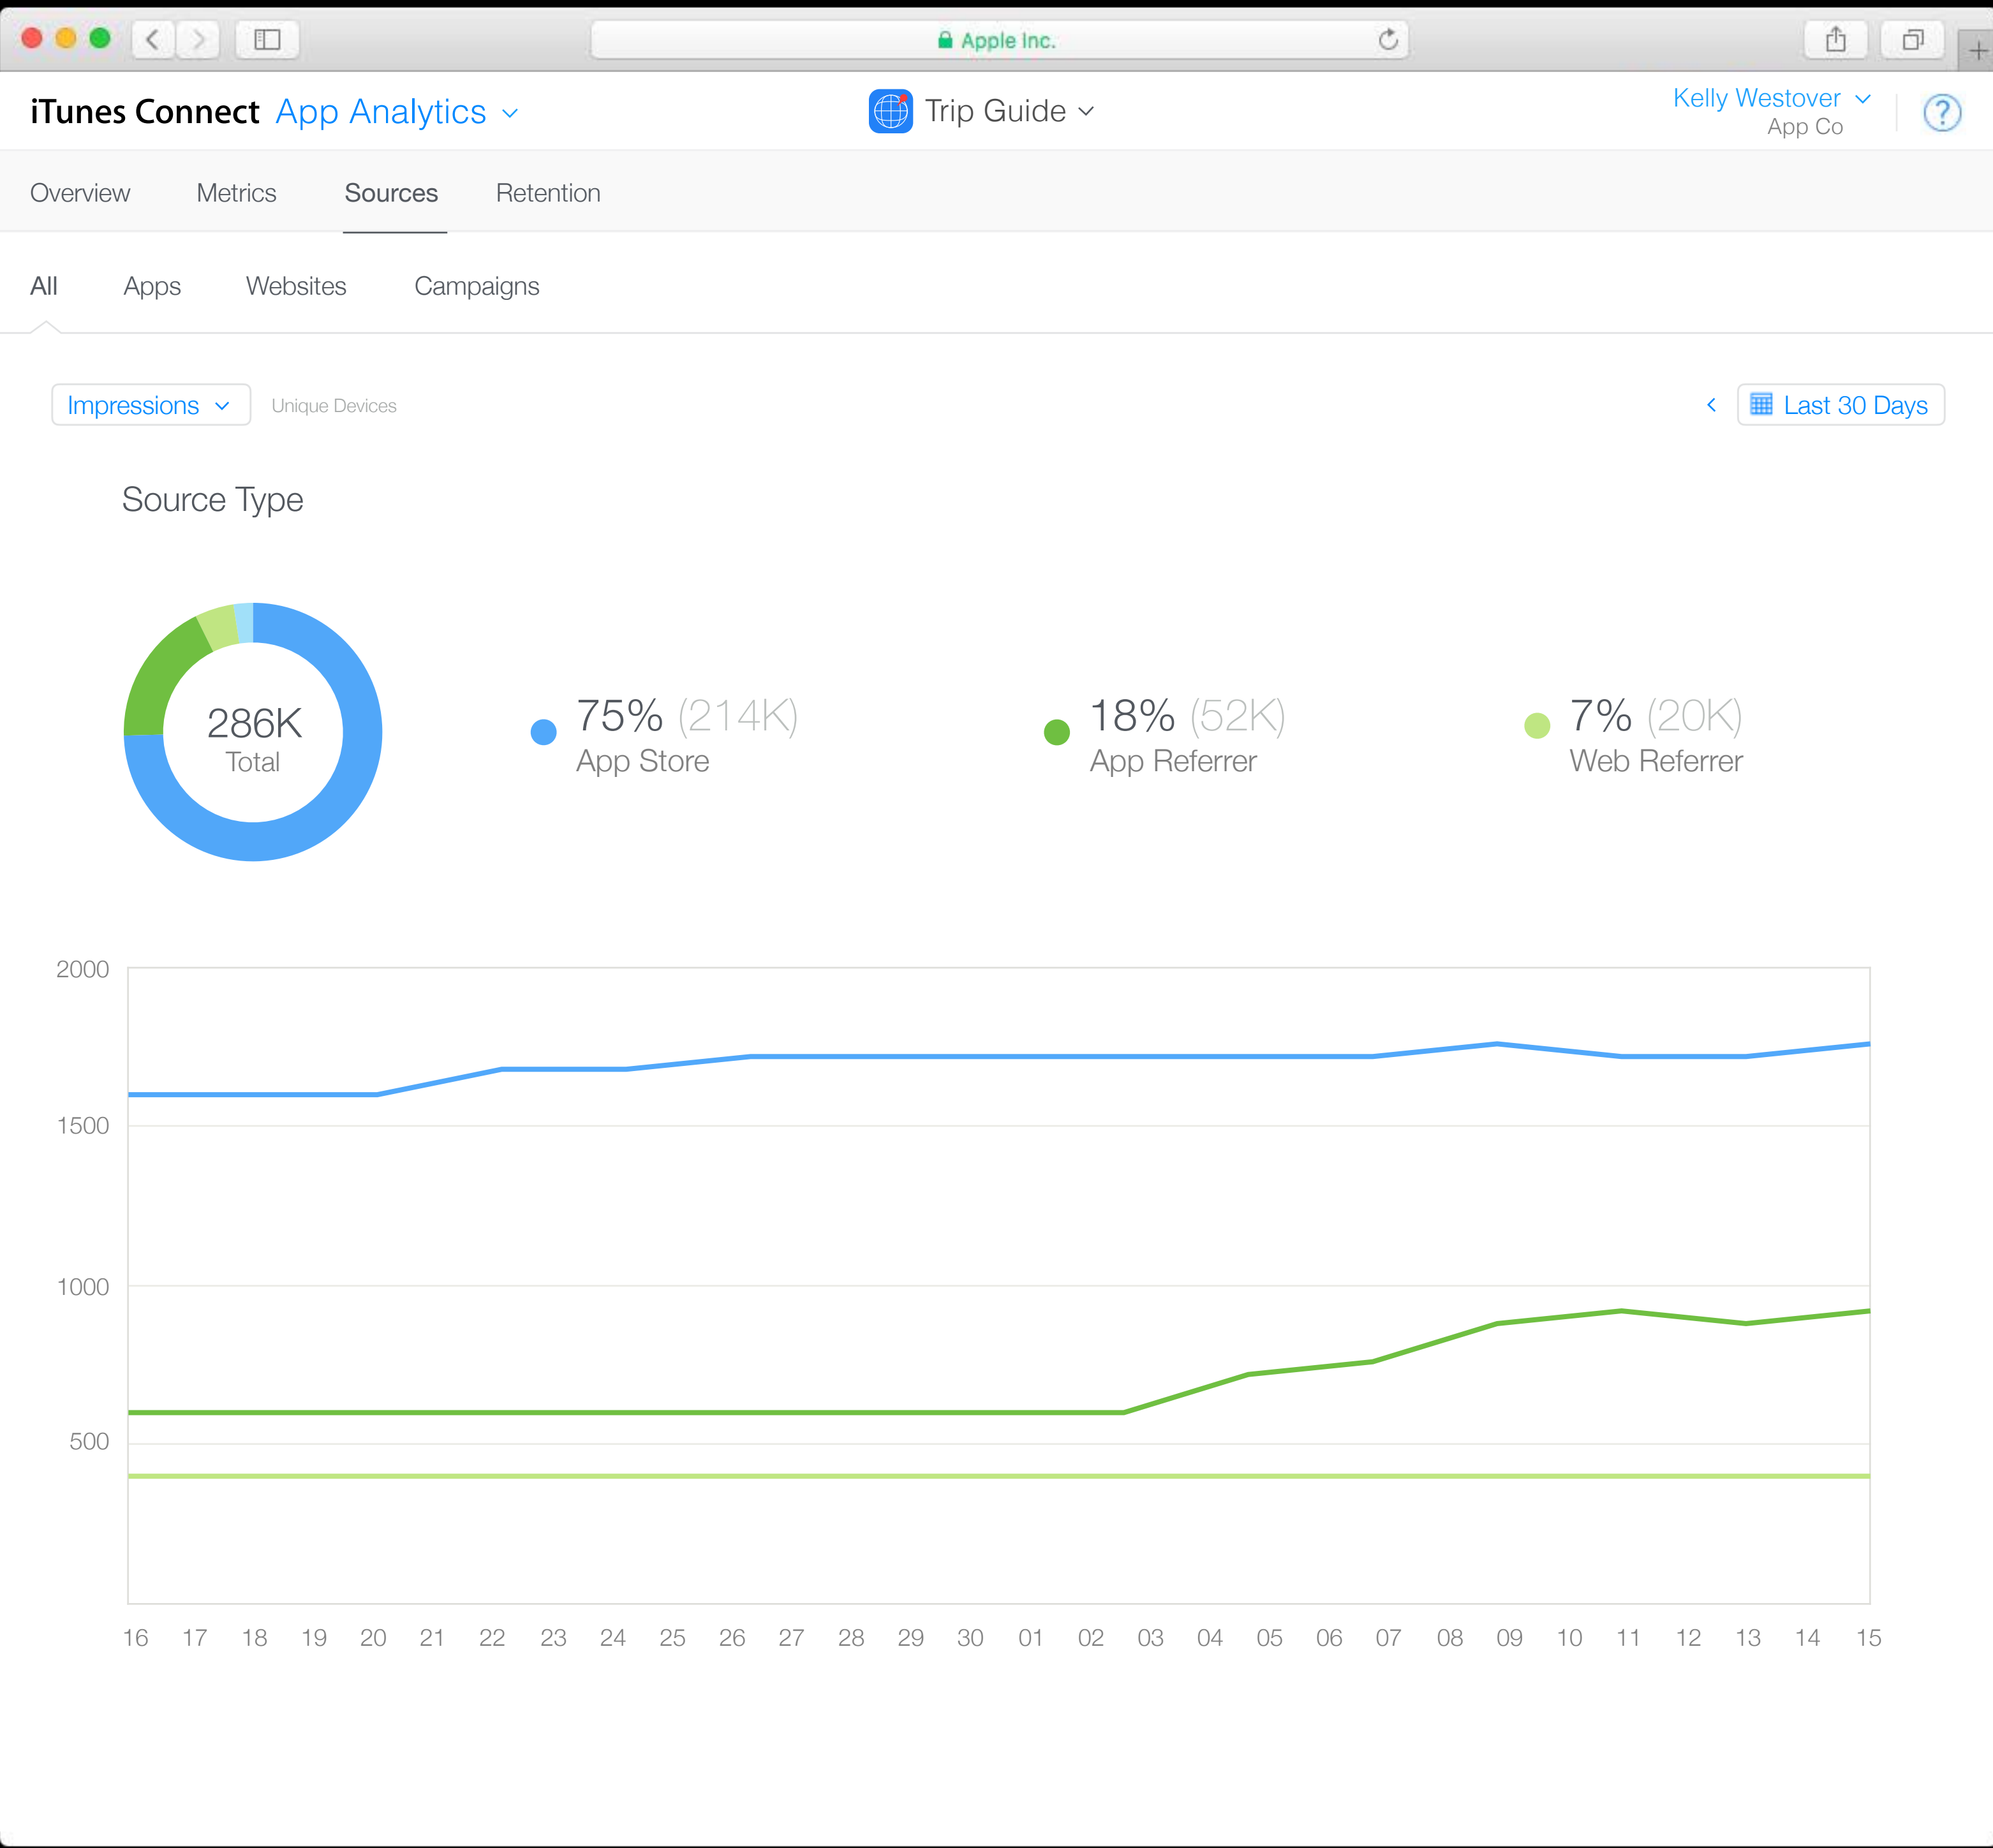 Apple Inc.
iTunes Connect App Analytics
Trip Guide
Kelly Westover
App Co
?
Overview Metrics Sources Retention
All Apps Websites Campaigns
Impressions Unique Devices
Last 30 Days
Source Type
286K
Total
75% (214K)
App Store
18% (52K)
App Referrer
7% (20K)
Web Referrer
2000
1500
1000
500
16 17 18 19 20 21 22 23 24 25 26 27 28 29 30 01 02 03 04 05 06 07 08 09 10 11 12 13 14 15